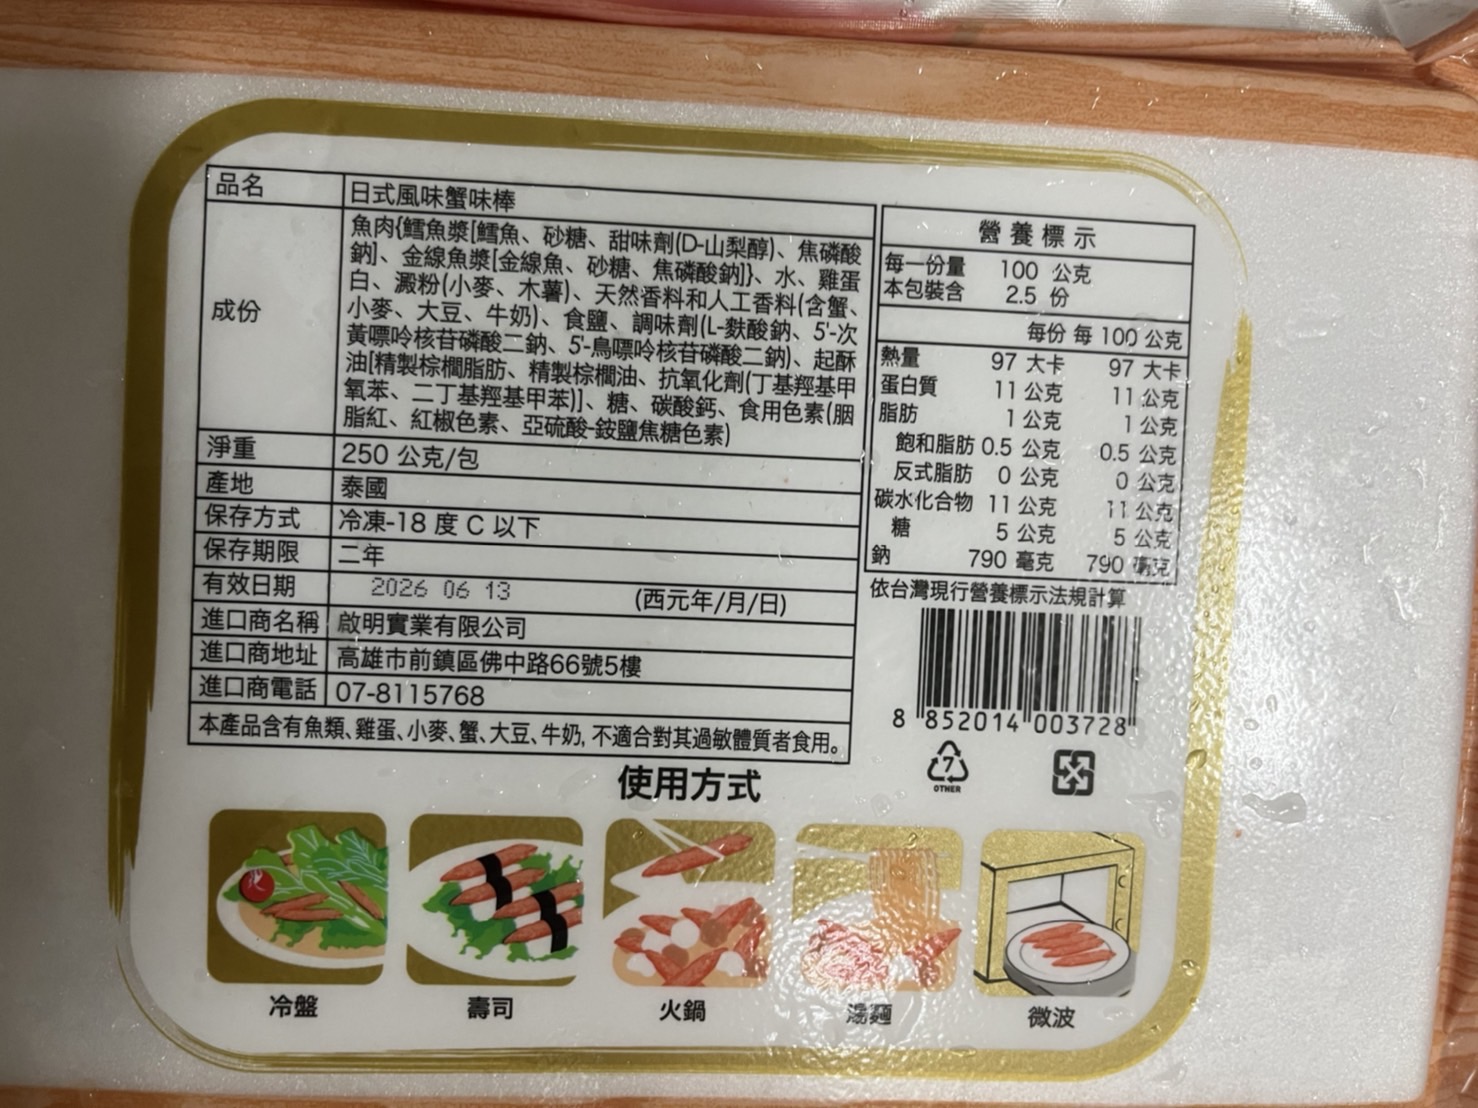 品名 日式風味蟹味棒
成份
魚肉{鱈魚漿[鱈魚、砂糖、甜味劑(D-山梨醇)、焦磷酸
鈉]、金線魚漿[金線魚、砂糖、焦磷酸鈉]}、水、雞蛋
白、澱粉(小麥、木薯)、天然香料和人工香料(含蟹、
小麥、大豆、牛奶)、食鹽、調味劑(L-麩酸鈉、5'-次
黃嘌呤核苷磷酸二鈉、5'-鳥嘌呤核苷磷酸二鈉)、起酥
油[精製棕櫚脂肪、精製棕櫚油、抗氧化劑(丁基羥基甲
氧苯、二丁基羥基甲苯)]、糖、碳酸鈣、食用色素(胭
脂紅、紅椒色素、亞硫酸-銨鹽焦糖色素)
淨重 250 公克/包
產地 泰國
保存方式 冷凍-18 度 C 以下
保存期限 二年
有效日期 2026 06 13 (西元年/月/日)
進口商名稱 啟明實業有限公司
進口商地址 高雄市前鎮區佛中路66號5樓
進口商電話 07-8115768
本產品含有魚類、雞蛋、小麥、蟹、大豆、牛奶, 不適合對其過敏體質者食用。
營養標示
每一份量 100 公克
本包裝含 2.5 份
每份 每 100 公克
熱量 97 大卡 97 大卡
蛋白質 11 公克 11 公克
脂肪 1 公克 1 公克
飽和脂肪 0.5 公克 0.5 公克
反式脂肪 0 公克 0 公克
碳水化合物 11 公克 11 公克
糖 5 公克 5 公克
鈉 790 毫克 790 毫克
依台灣現行營養標示法規計算
8 852014 003728
7
OTHER
使用方式
冷盤 壽司 火鍋 湯麵 微波